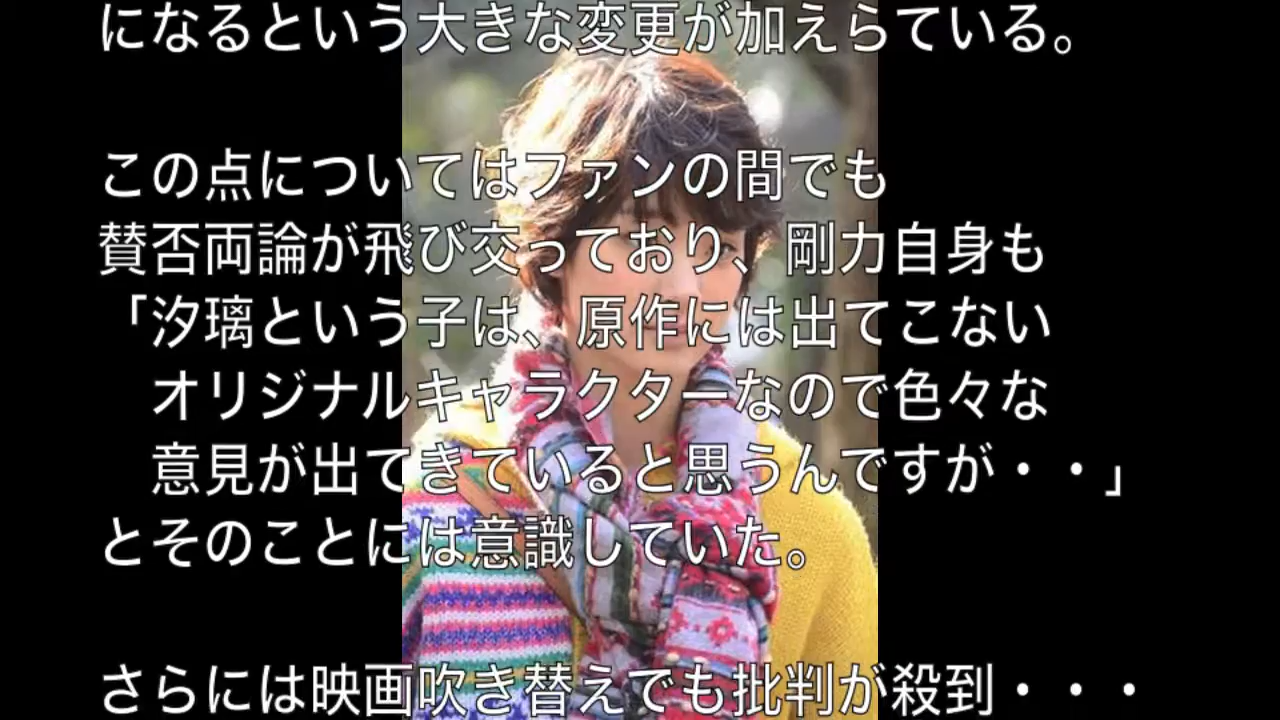 になるという大きな変更が加えらている。
この点についてはファンの間でも
賛否両論が飛び交っており、剛力自身も
「汐璃という子は、原作には出てこない
オリジナルキャラクターなので色々な
意見が出てきていると思うんですが・・」
とそのことには意識していた。
さらには映画吹き替えでも批判が殺到・・・